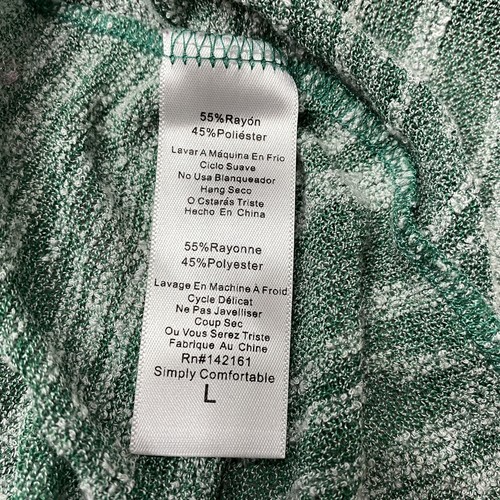 55%Rayón
45%Poliéster
Lavar A Máquina En Frío
Ciclo Suave
No Usa Blanqueador
Hang Seco
O Cstarás Triste
Hecho En China
55%Rayonne
45%Polyester
Lavage En Machine À Froid
Cycle Délicat
Ne Pas Javelliser
Coup Sec
Ou Vous Serez Triste
Fabrique Au Chine
Rn#142161
Simply Comfortable
L